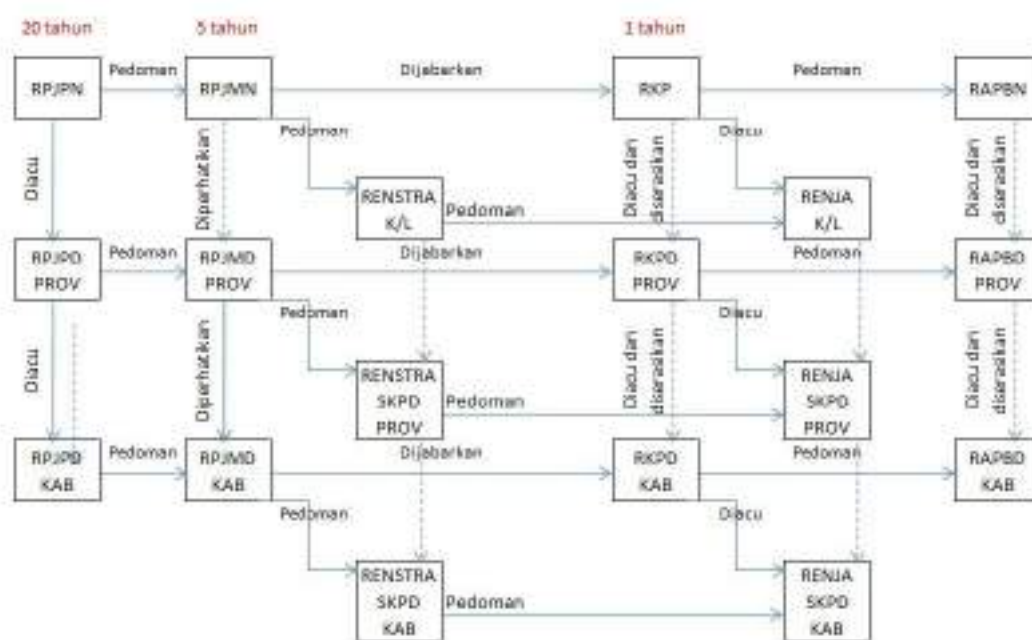 20 tahun
5 tahun
1 tahun
RPJPN
Pedoman
RPJMN
Dijabarkan
RKP
Pedoman
RAPBN
Diacu
Diperhatikan
Pedoman
RENSTRA
K/L
Pedoman
Diacu dan
diserasikan
Diacu
RENJA
K/L
Diacu dan
diserasikan
RPJPD
PROV
Pedoman
RPJMD
PROV
Dijabarkan
RKPD
PROV
Pedoman
RAPBD
PROV
Diacu
Diperhatikan
Pedoman
RENSTRA
SKPD
PROV
Pedoman
Diacu dan
diserasikan
Diacu
RENJA
SKPD
PROV
Diacu dan
diserasikan
RPJPD
KAB
Pedoman
RPJMD
KAB
Dijabarkan
RKPD
KAB
Pedoman
RAPBD
KAB
Pedoman
RENSTRA
SKPD
KAB
Pedoman
Diacu
RENJA
SKPD
KAB